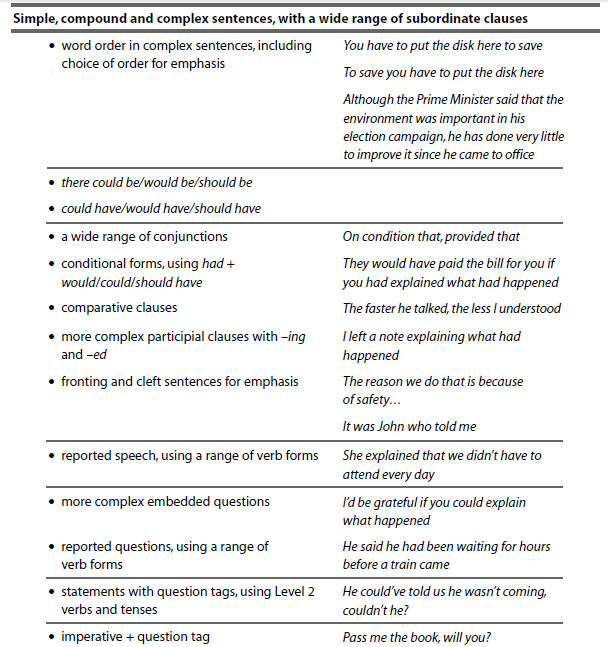 Simple, compound and complex sentences, with a wide range of subordinate clauses
• word order in complex sentences, including
choice of order for emphasis
You have to put the disk here to save
To save you have to put the disk here
Although the Prime Minister said that the
environment was important in his
election campaign, he has done very little
to improve it since he came to office
• there could be/would be/should be
• could have/would have/should have
• a wide range of conjunctions
On condition that, provided that
• conditional forms, using had +
would/could/should have
They would have paid the bill for you if
you had explained what had happened
• comparative clauses
The faster he talked, the less I understood
• more complex participial clauses with –ing
and –ed
I left a note explaining what had
happened
• fronting and cleft sentences for emphasis
The reason we do that is because
of safety…
It was John who told me
• reported speech, using a range of verb forms
She explained that we didn’t have to
attend every day
• more complex embedded questions
I’d be grateful if you could explain
what happened
• reported questions, using a range of
verb forms
He said he had been waiting for hours
before a train came
• statements with question tags, using Level 2
verbs and tenses
He could’ve told us he wasn’t coming,
couldn’t he?
• imperative + question tag
Pass me the book, will you?